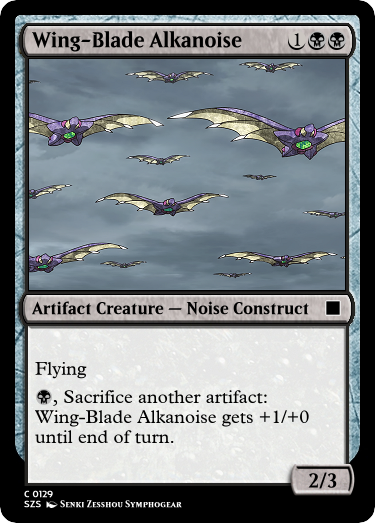 Wing-Blade Alkanoise 1
Artifact Creature — Noise Construct
Flying
, Sacrifice another artifact:
Wing-Blade Alkanoise gets +1/+0
until end of turn.
2/3
C 0129
SZS Senki Zesshou Symphogear